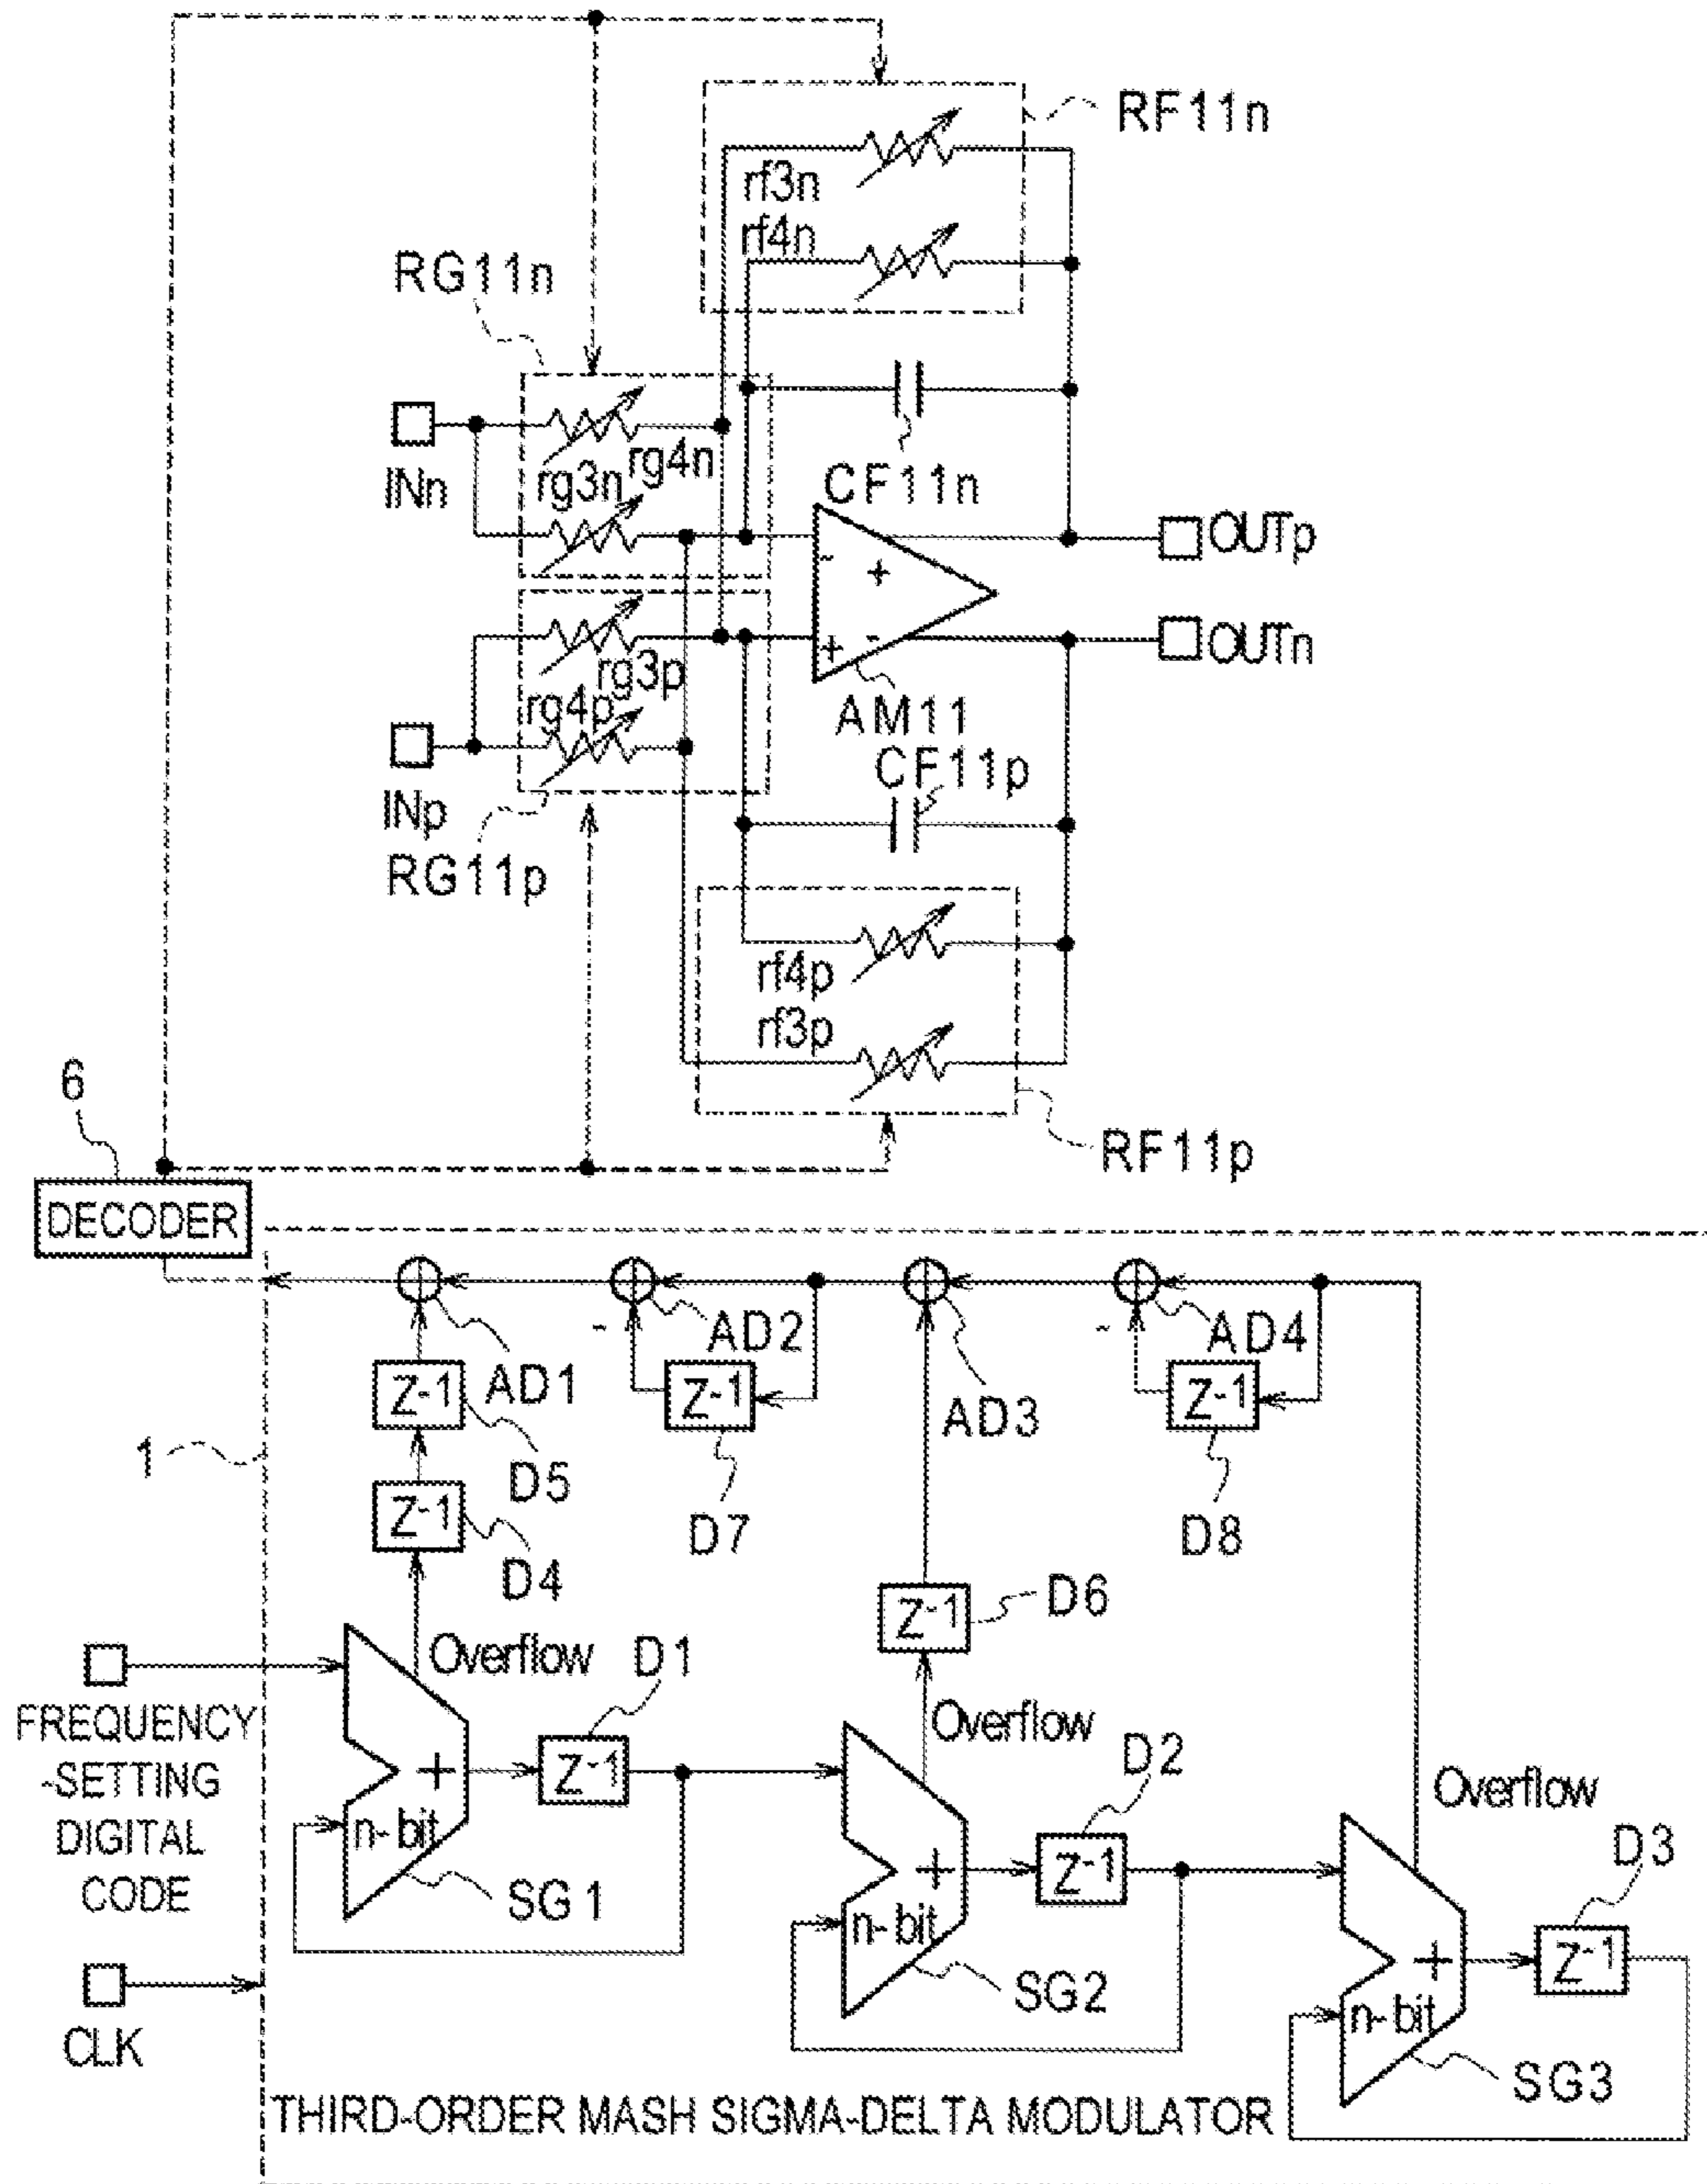 RF11n
rf3n
rf4n
RG11n
INn
rg4n
rg3n
CF11n
OUTp
-
+
+
-
OUTn
rg3p
rg4p
AM11
CF11p
INp
RG11p
rf4p
rf3p
6
RF11p
DECODER
-
AD2
-
AD4
AD1
Z-1
Z-1
AD3
Z-1
1
D5
Z-1
D7
D8
D4
Z-1
D6
Overflow
D1
FREQUENCY
-SETTING
DIGITAL
CODE
+
Z-1
n-bit
SG1
Overflow
D2
+
Z-1
n-bit
SG2
Overflow
D3
+
Z-1
n-bit
SG3
CLK
THIRD-ORDER MASH SIGMA-DELTA MODULATOR